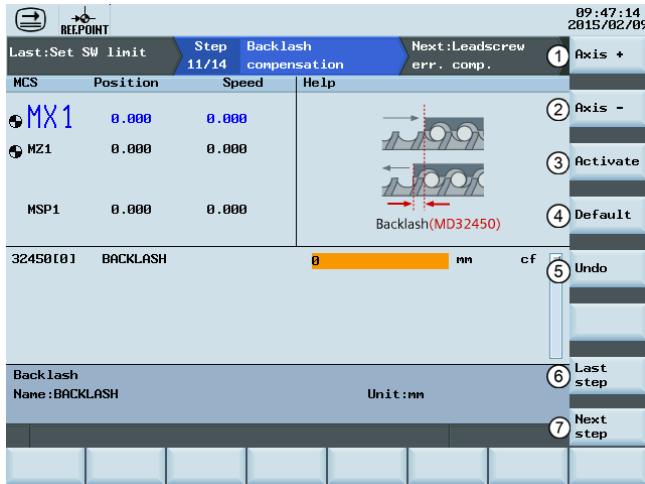 REF.POINT
09:47:14
2015/02/09
Last:Set SW limit
Step 11/14
Backlash compensation
Next:Leadscrew err. comp.
1 Axis +
MCS Position Speed Help
MX1 0.000 0.000
2 Axis -
MZ1 0.000 0.000
3 Activate
MSP1 0.000 0.000
4 Default
Backlash(MD32450)
32450[0] BACKLASH 0 mm cf
5 Undo
Backlash
6 Last step
Name:BACKLASH Unit:mm
7 Next step